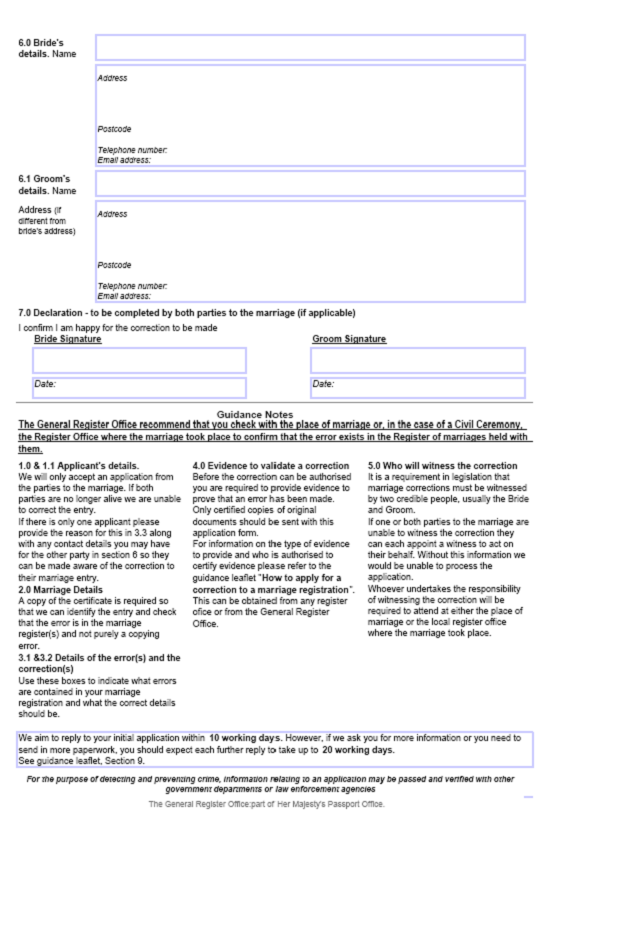 6.0 Bride's
details. Name
Address
Postcode
Telephone number:
Email address:
6.1 Groom's
details. Name
Address (if
different from
bride's address)
Address
Postcode
Telephone number:
Email address:
7.0 Declaration - to be completed by both parties to the marriage (if applicable)
I confirm I am happy for the correction to be made
Bride Signature
Groom Signature
Date:
Date:
Guidance Notes
The General Register Office recommend that you check with the place of marriage or, in the case of a Civil Ceremony,
the Register Office where the marriage took place to confirm that the error exists in the Register of marriages held with
them.
1.0 & 1.1 Applicant's details.
We will only accept an application from
the parties to the marriage. If both
parties are no longer alive we are unable
to correct the entry.
If there is only one applicant please
provide the reason for this in 3.3 along
with any contact details you may have
for the other party in section 6 so they
can be made aware of the correction to
their marriage entry.
2.0 Marriage Details
A copy of the certificate is required so
that we can identify the entry and check
that the error is in the marriage
register(s) and not purely a copying
error.
3.1 &3.2 Details of the error(s) and the
correction(s)
Use these boxes to indicate what errors
are contained in your marriage
registration and what the correct details
should be.
4.0 Evidence to validate a correction
Before the correction can be authorised
you are required to provide evidence to
prove that an error has been made.
Only certified copies of original
documents should be sent with this
application form.
For information on the type of evidence
to provide and who is authorised to
certify evidence please refer to the
guidance leaflet "How to apply for a
correction to a marriage registration".
This can be obtained from any register
ofice or from the General Register
Office.
5.0 Who will witness the correction
It is a requirement in legislation that
marriage corrections must be witnessed
by two credible people, usually the Bride
and Groom.
If one or both parties to the marriage are
unable to witness the correction they
can each appoint a witness to act on
their behalf. Without this information we
would be unable to process the
application.
Whoever undertakes the responsibility
of witnessing the correction will be
required to attend at either the place of
marriage or the local register office
where the marriage took place.
We aim to reply to your initial application within 10 working days. However, if we ask you for more information or you need to
send in more paperwork, you should expect each further reply to take up to 20 working days.
See guidance leaflet, Section 9.
For the purpose of detecting and preventing crime, information relating to an application may be passed and verified with other
government departments or law enforcement agencies
The General Register Office:part of Her Majesty's Passport Office.